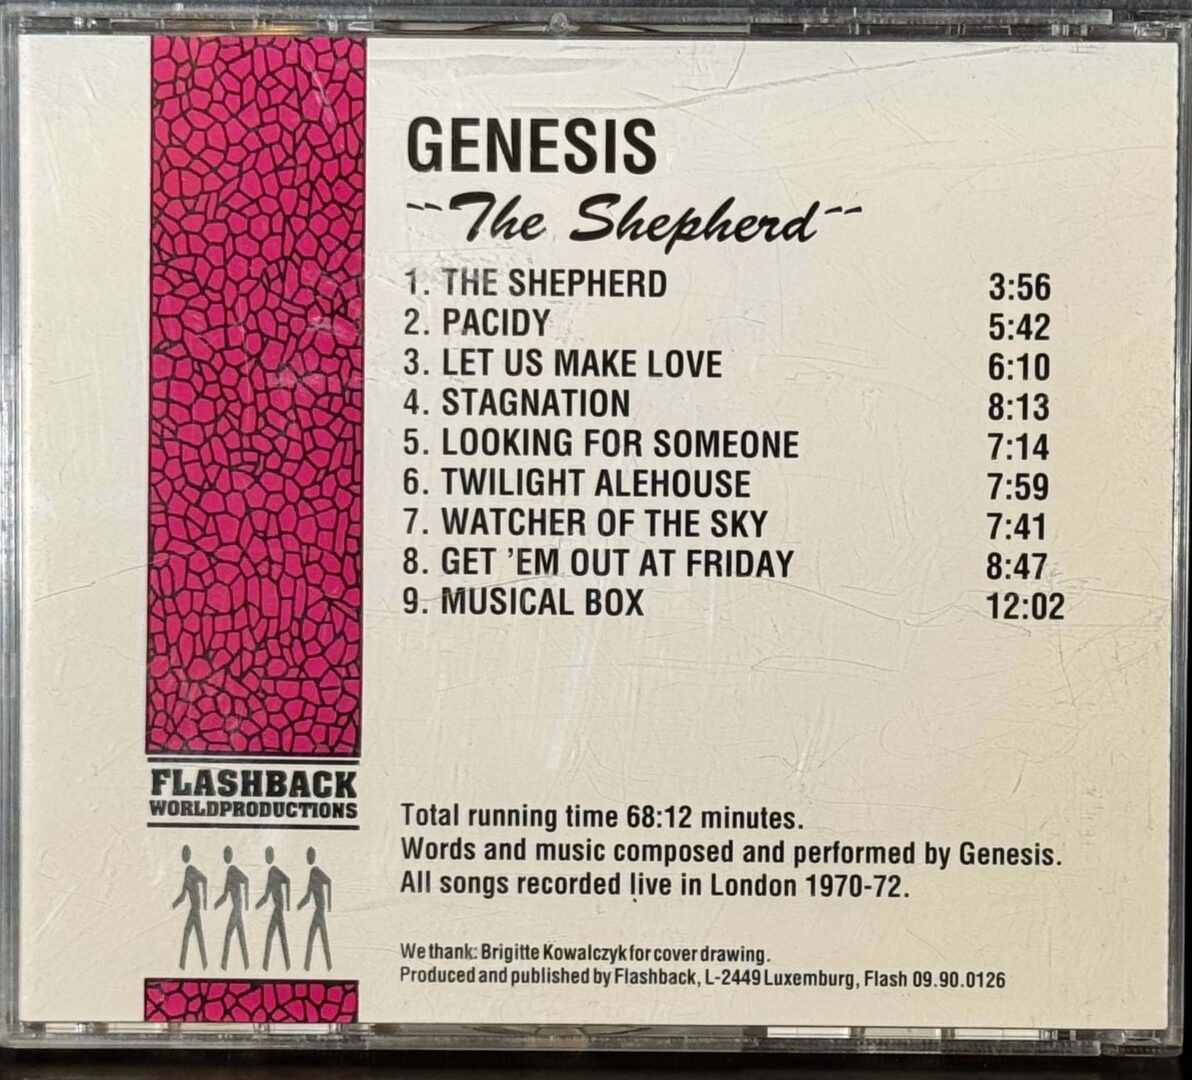 GENESIS
--The Shepherd--
1. THE SHEPHERD 3:56
2. PACIDY 5:42
3. LET US MAKE LOVE 6:10
4. STAGNATION 8:13
5. LOOKING FOR SOMEONE 7:14
6. TWILIGHT ALEHOUSE 7:59
7. WATCHER OF THE SKY 7:41
8. GET 'EM OUT AT FRIDAY 8:47
9. MUSICAL BOX 12:02
FLASHBACK
WORLDPRODUCTIONS
Total running time 68:12 minutes.
Words and music composed and performed by Genesis.
All songs recorded live in London 1970-72.
We thank: Brigitte Kowalczyk for cover drawing.
Produced and published by Flashback, L-2449 Luxemburg, Flash 09.90.0126